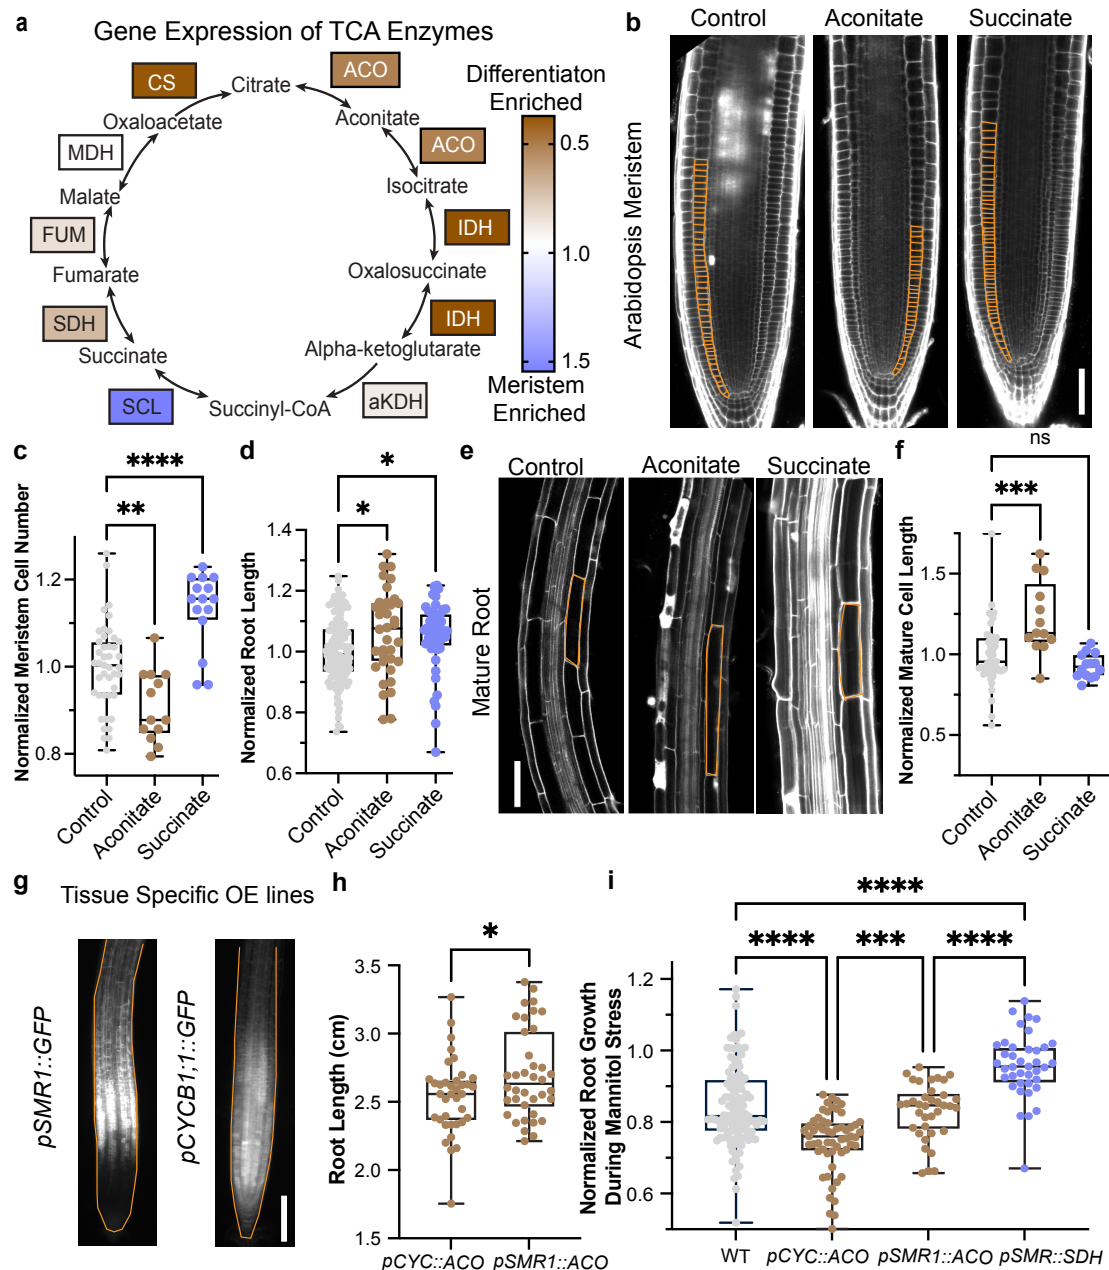 a
Gene Expression of TCA Enzymes
CS
Citrate
ACO
Oxaloacetate
Aconitate
MDH
ACO
Malate
Isocitrate
FUM
IDH
Fumarate
Oxalosuccinate
SDH
IDH
Succinate
Alpha-ketoglutarate
SCL
Succinyl-CoA
aKDH
Differentiaton
Enriched
0.5
1.0
1.5
Meristem
Enriched
b
Control
Aconitate
Succinate
Arabidopsis Meristem
c
****
**
Normalized Meristem Cell Number
1.2
1.0
0.8
Control
Aconitate
Succinate
d
*
*
Normalized Root Length
1.4
1.2
1.0
0.8
0.6
Control
Aconitate
Succinate
e
Control
Aconitate
Succinate
Mature Root
f
ns
***
Normalized Mature Cell Length
1.5
1.0
0.5
Control
Aconitate
Succinate
g
Tissue Specific OE lines
pSMR1::GFP
pCYCB1;1::GFP
h
*
Root Length (cm)
3.5
3.0
2.5
2.0
1.5
pCYC::ACO
pSMR1::ACO
i
****
****
***
****
Normalized Root Growth
During Mannitol Stress
1.2
1.0
0.8
0.6
WT
pCYC::ACO
pSMR1::ACO
pSMR::SDH